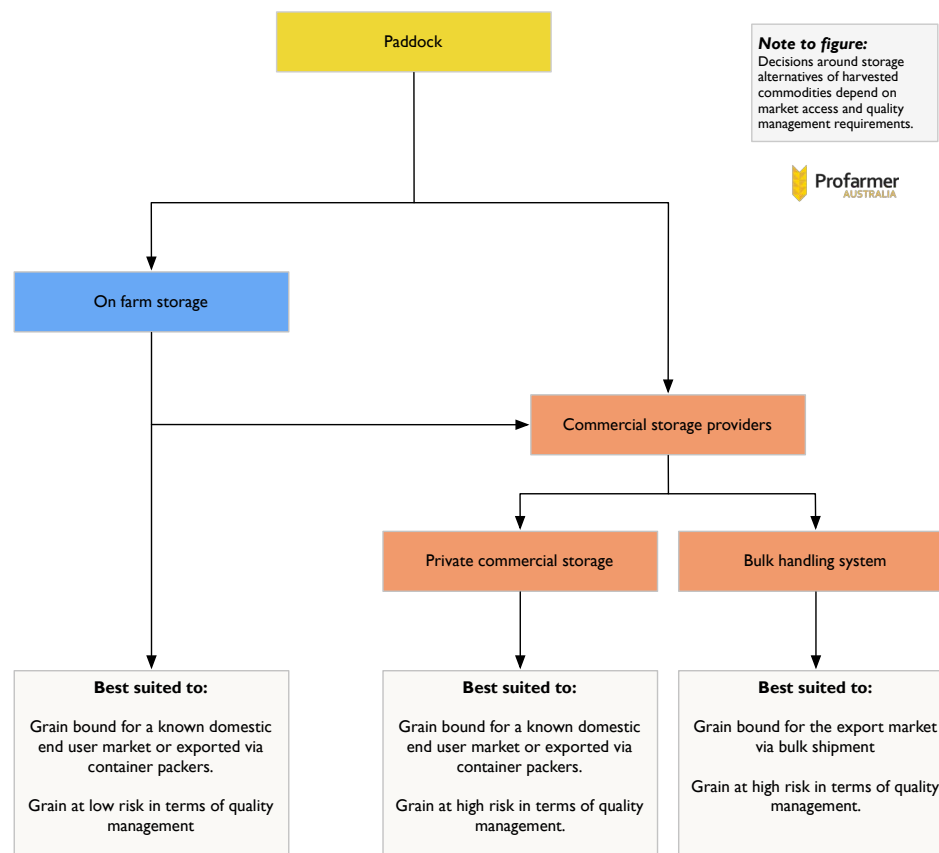 Paddock
Note to figure:
Decisions around storage
alternatives of harvested
commodities depend on
market access and quality
management requirements.
Profarmer
AUSTRALIA
On farm storage
Commercial storage providers
Private commercial storage
Bulk handling system
Best suited to:
Grain bound for a known domestic
end user market or exported via
container packers.
Grain at low risk in terms of quality
management
Best suited to:
Grain bound for a known domestic
end user market or exported via
container packers.
Grain at high risk in terms of quality
management.
Best suited to:
Grain bound for the export market
via bulk shipment
Grain at high risk in terms of quality
management.